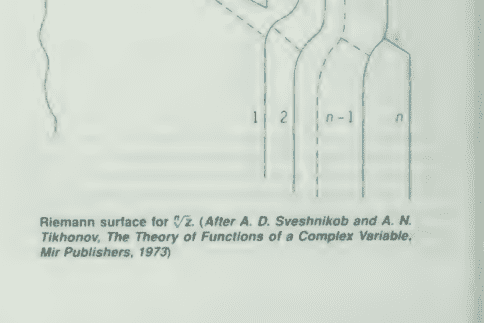 1 2 n-1 n
Riemann surface for ⁿ√z. (After A. D. Sveshnikob and A. N.
Tikhonov, The Theory of Functions of a Complex Variable,
Mir Publishers, 1973)